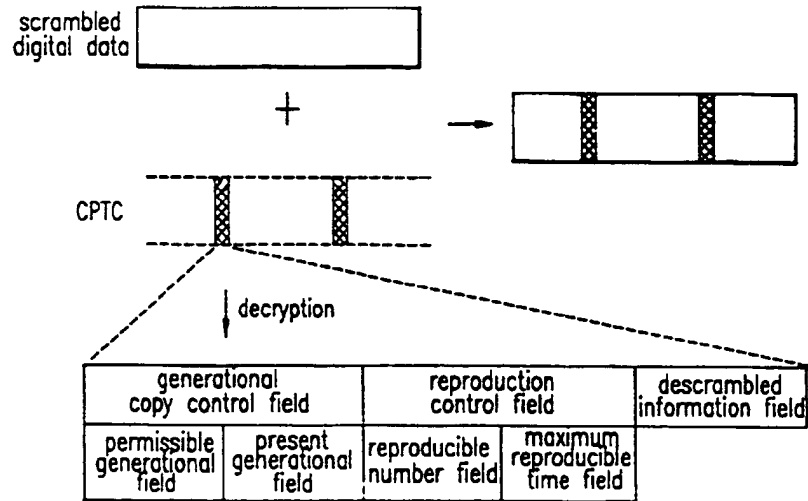 scrambled
digital data
+
CPTC
decryption
generational
copy control field
reproduction
control field
descrambled
information field
permissible
generational
field
present
generational
field
reproducible
number field
maximum
reproducible
time field